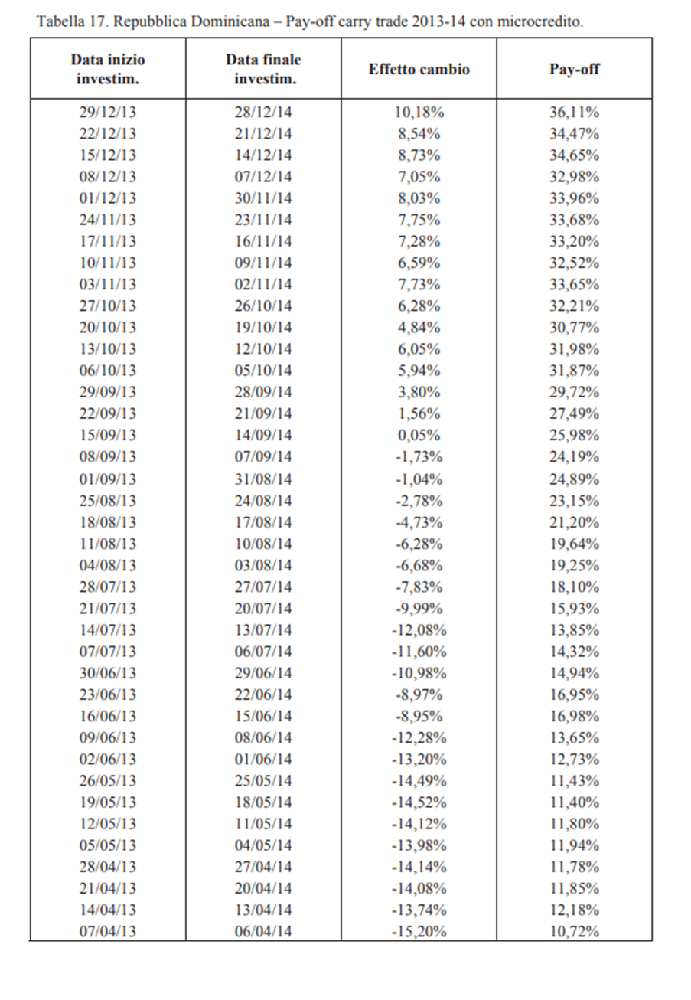 Tabella 17. Repubblica Dominicana – Pay-off carry trade 2013-14 con microcredito.
Data inizio investim. Data finale investim. Effetto cambio Pay-off
29/12/13 28/12/14 10,18% 36,11%
22/12/13 21/12/14 8,54% 34,47%
15/12/13 14/12/14 8,73% 34,65%
08/12/13 07/12/14 7,05% 32,98%
01/12/13 30/11/14 8,03% 33,96%
24/11/13 23/11/14 7,75% 33,68%
17/11/13 16/11/14 7,28% 33,20%
10/11/13 09/11/14 6,59% 32,52%
03/11/13 02/11/14 7,73% 33,65%
27/10/13 26/10/14 6,28% 32,21%
20/10/13 19/10/14 4,84% 30,77%
13/10/13 12/10/14 6,05% 31,98%
06/10/13 05/10/14 5,94% 31,87%
29/09/13 28/09/14 3,80% 29,72%
22/09/13 21/09/14 1,56% 27,49%
15/09/13 14/09/14 0,05% 25,98%
08/09/13 07/09/14 -1,73% 24,19%
01/09/13 31/08/14 -1,04% 24,89%
25/08/13 24/08/14 -2,78% 23,15%
18/08/13 17/08/14 -4,73% 21,20%
11/08/13 10/08/14 -6,28% 19,64%
04/08/13 03/08/14 -6,68% 19,25%
28/07/13 27/07/14 -7,83% 18,10%
21/07/13 20/07/14 -9,99% 15,93%
14/07/13 13/07/14 -12,08% 13,85%
07/07/13 06/07/14 -11,60% 14,32%
30/06/13 29/06/14 -10,98% 14,94%
23/06/13 22/06/14 -8,97% 16,95%
16/06/13 15/06/14 -8,95% 16,98%
09/06/13 08/06/14 -12,28% 13,65%
02/06/13 01/06/14 -13,20% 12,73%
26/05/13 25/05/14 -14,49% 11,43%
19/05/13 18/05/14 -14,52% 11,40%
12/05/13 11/05/14 -14,12% 11,80%
05/05/13 04/05/14 -13,98% 11,94%
28/04/13 27/04/14 -14,14% 11,78%
21/04/13 20/04/14 -14,08% 11,85%
14/04/13 13/04/14 -13,74% 12,18%
07/04/13 06/04/14 -15,20% 10,72%